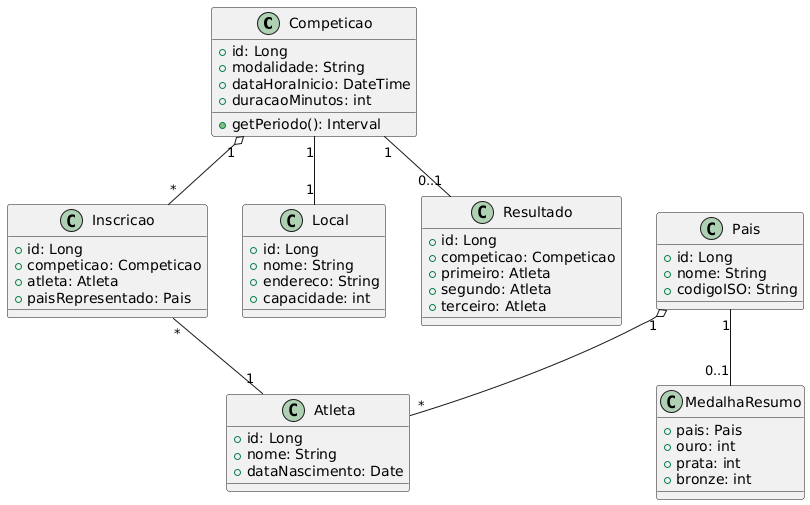 C Competicao
id: Long
modalidade: String
dataHoraInicio: DateTime
duracaoMinutos: int
getPeriodo(): Interval
1
1
1
*
1
0..1
C Inscricao
id: Long
competicao: Competicao
atleta: Atleta
paisRepresentado: Pais
C Local
id: Long
nome: String
endereco: String
capacidade: int
C Resultado
id: Long
competicao: Competicao
primeiro: Atleta
segundo: Atleta
terceiro: Atleta
C Pais
id: Long
nome: String
codigoISO: String
*
1
1
1
*
0..1
C Atleta
id: Long
nome: String
dataNascimento: Date
C MedalhaResumo
pais: Pais
ouro: int
prata: int
bronze: int